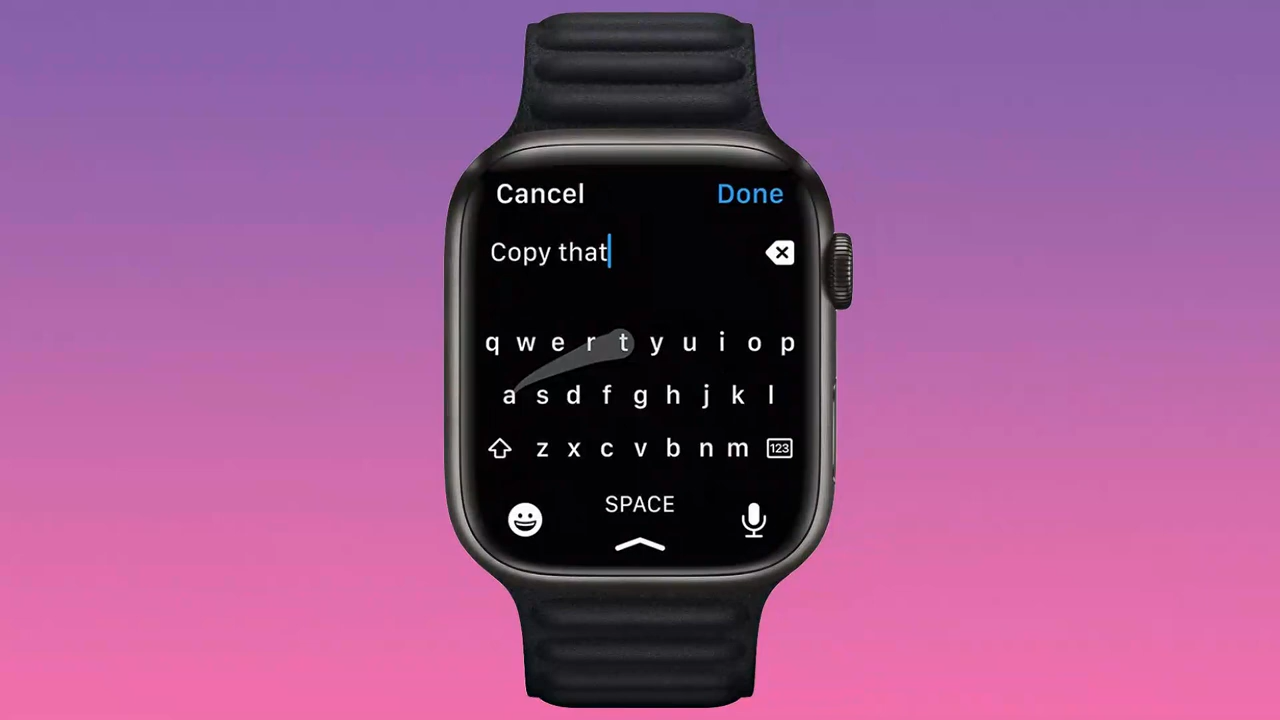 Cancel Done
Copy that
q w e r t y u i o p
a s d f g h j k l
z x c v b n m 123
SPACE